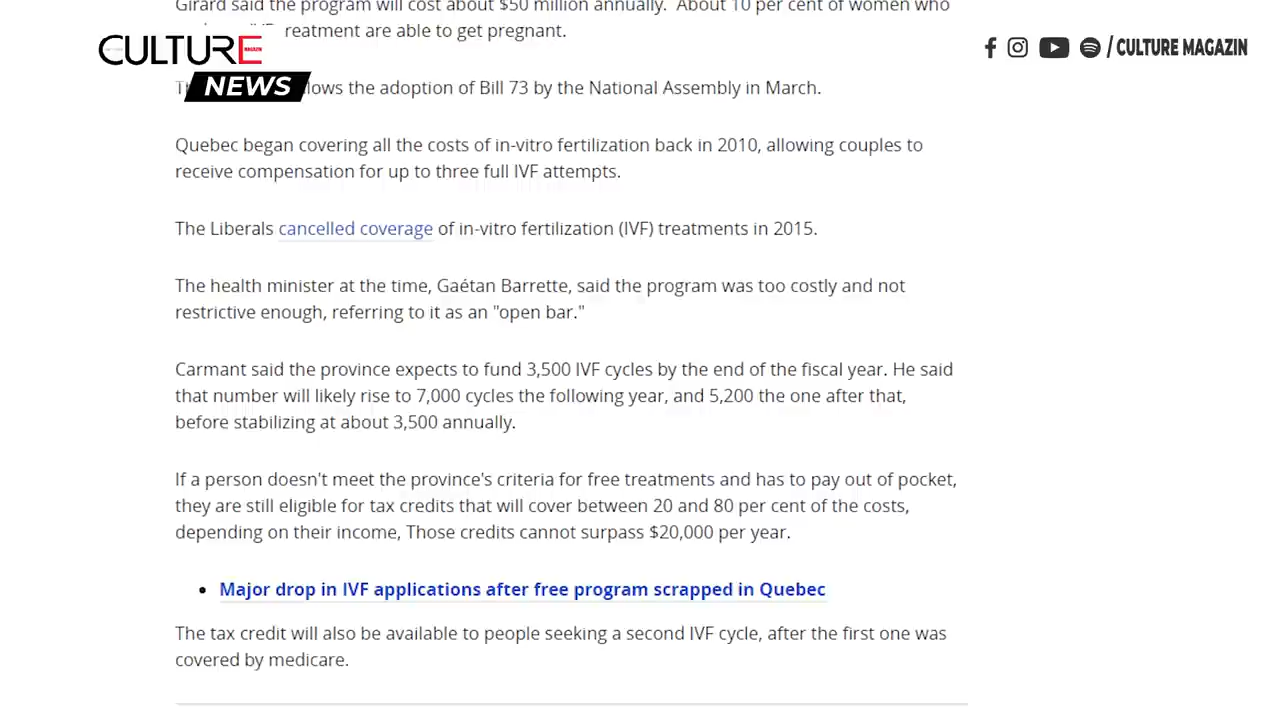 Girard said the program will cost about $50 million annually. About 10 per cent of women who
treatment are able to get pregnant.
CULTURE
MAGAZIN
/ CULTURE MAGAZIN
NEWS
lows the adoption of Bill 73 by the National Assembly in March.
Quebec began covering all the costs of in-vitro fertilization back in 2010, allowing couples to
receive compensation for up to three full IVF attempts.
The Liberals cancelled coverage of in-vitro fertilization (IVF) treatments in 2015.
The health minister at the time, Gaétan Barrette, said the program was too costly and not
restrictive enough, referring to it as an "open bar."
Carmant said the province expects to fund 3,500 IVF cycles by the end of the fiscal year. He said
that number will likely rise to 7,000 cycles the following year, and 5,200 the one after that,
before stabilizing at about 3,500 annually.
If a person doesn't meet the province's criteria for free treatments and has to pay out of pocket,
they are still eligible for tax credits that will cover between 20 and 80 per cent of the costs,
depending on their income, Those credits cannot surpass $20,000 per year.
• Major drop in IVF applications after free program scrapped in Quebec
The tax credit will also be available to people seeking a second IVF cycle, after the first one was
covered by medicare.